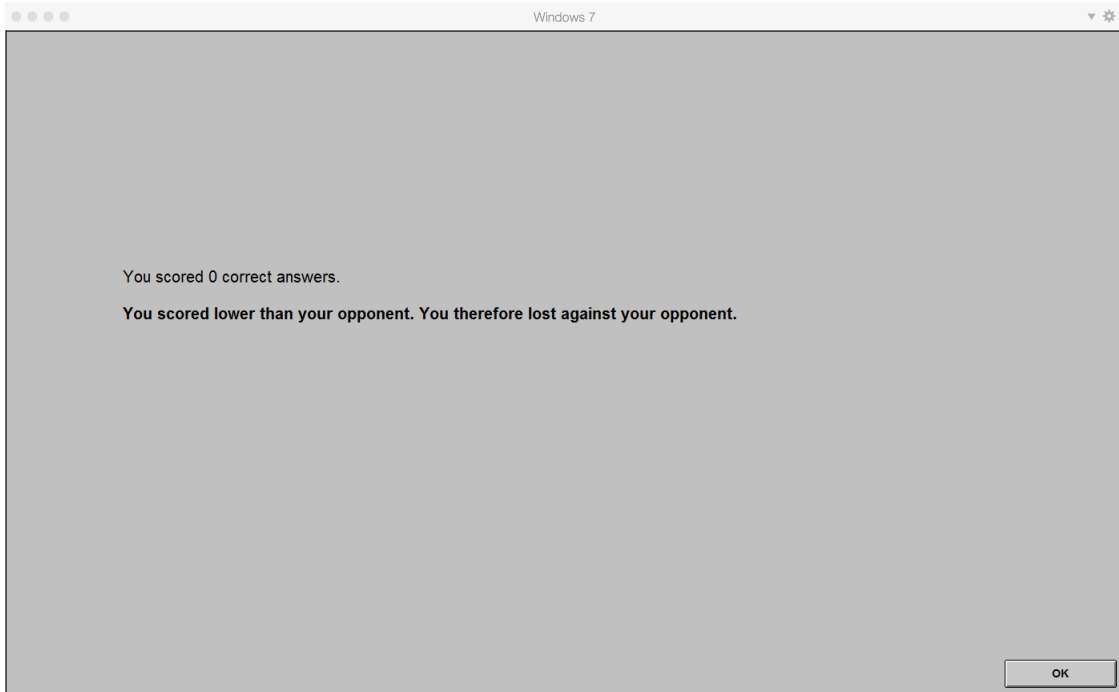 Windows 7
You scored 0 correct answers.
You scored lower than your opponent. You therefore lost against your opponent.
OK